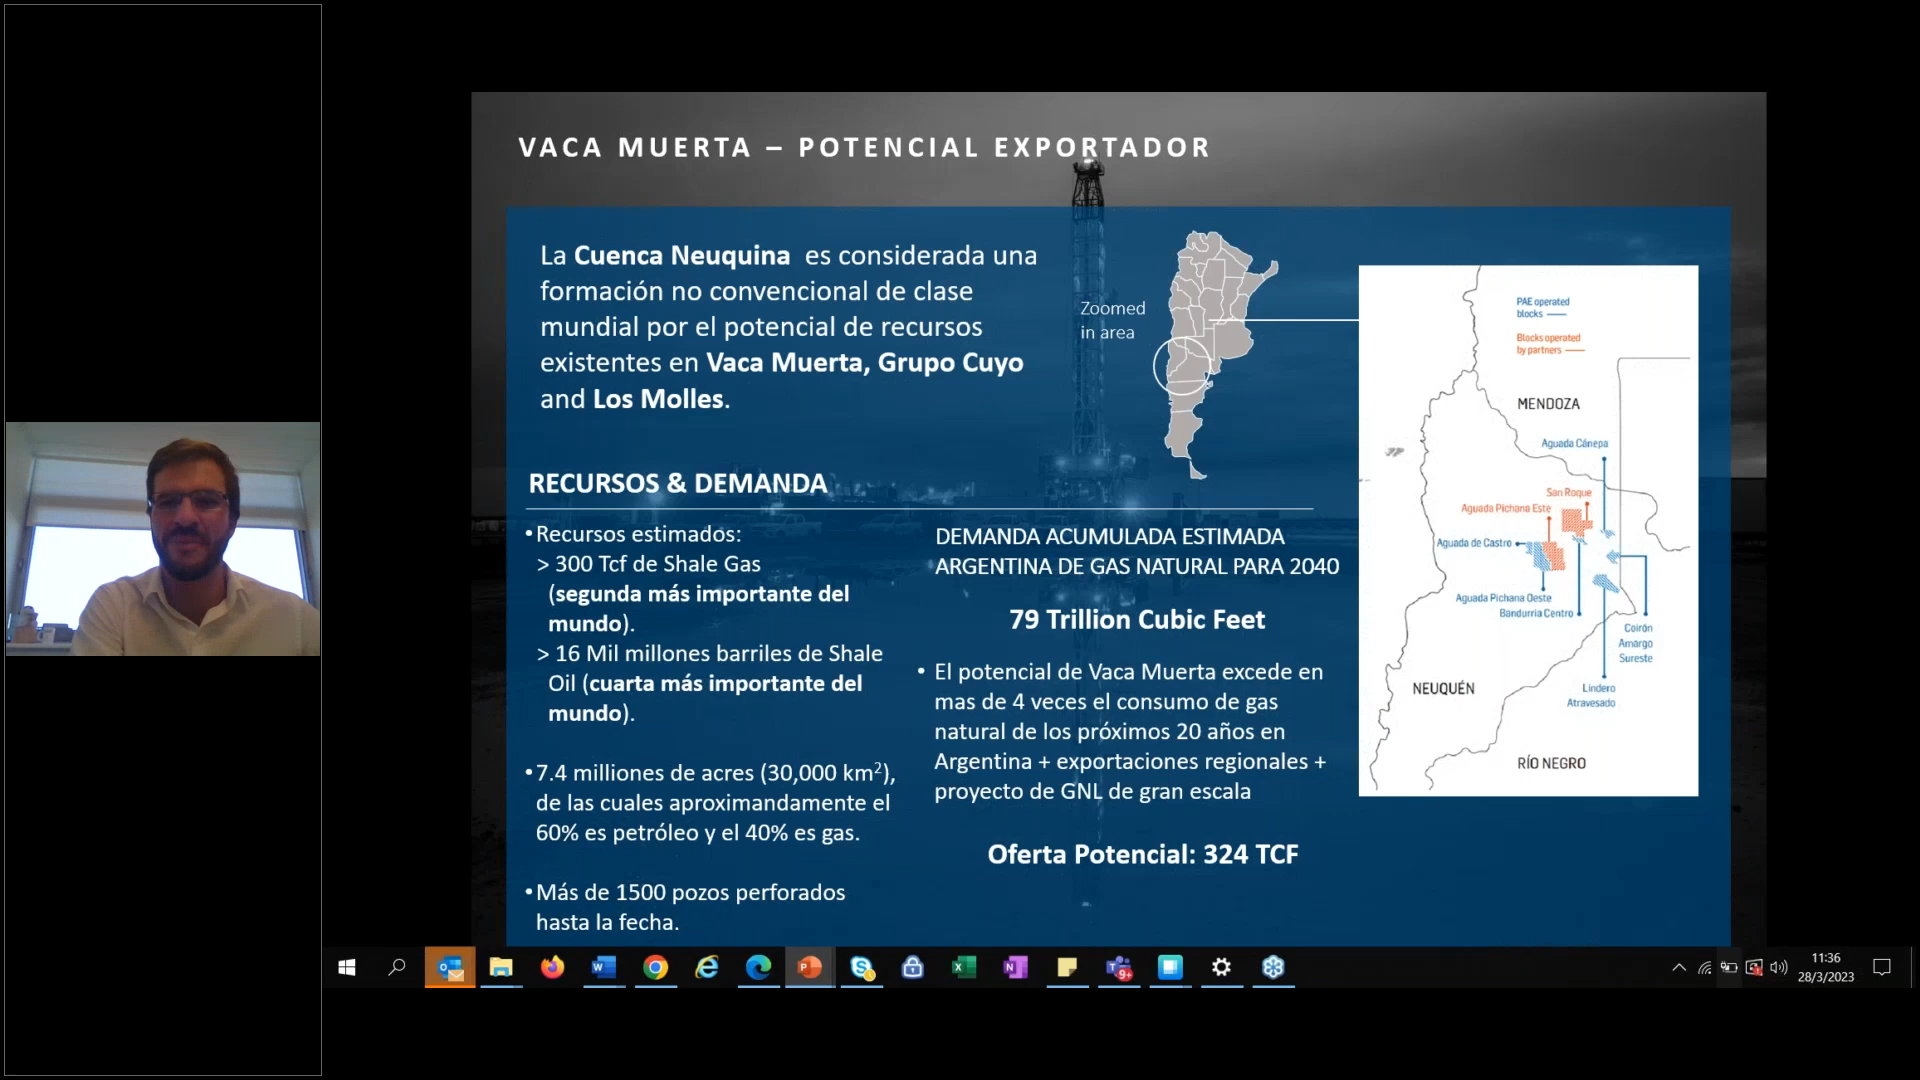 VACA MUERTA – POTENCIAL EXPORTADOR
La Cuenca Neuquina es considerada una
formación no convencional de clase
mundial por el potencial de recursos
existentes en Vaca Muerta, Grupo Cuyo
and Los Molles.
Zoomed
in area
RECURSOS & DEMANDA
•Recursos estimados:
> 300 Tcf de Shale Gas
(segunda más importante del
mundo).
> 16 Mil millones barriles de Shale
Oil (cuarta más importante del
mundo).
•7.4 milliones de acres (30,000 km²),
de las cuales aproximandamente el
60% es petróleo y el 40% es gas.
•Más de 1500 pozos perforados
hasta la fecha.
DEMANDA ACUMULADA ESTIMADA
ARGENTINA DE GAS NATURAL PARA 2040
79 Trillion Cubic Feet
• El potencial de Vaca Muerta excede en
mas de 4 veces el consumo de gas
natural de los próximos 20 años en
Argentina + exportaciones regionales +
proyecto de GNL de gran escala
Oferta Potencial: 324 TCF
PAE operated
blocks
Blocks operated
by partners
MENDOZA
Aguada Cánepa
San Roque
Aguada Pichana Este
Aguada de Castro
Aguada Pichana Oeste
Bandurria Centro
Coirón
Amargo
Sureste
Lindero
Atravesado
NEUQUÉN
RÍO NEGRO
9+
11:36
28/3/2023